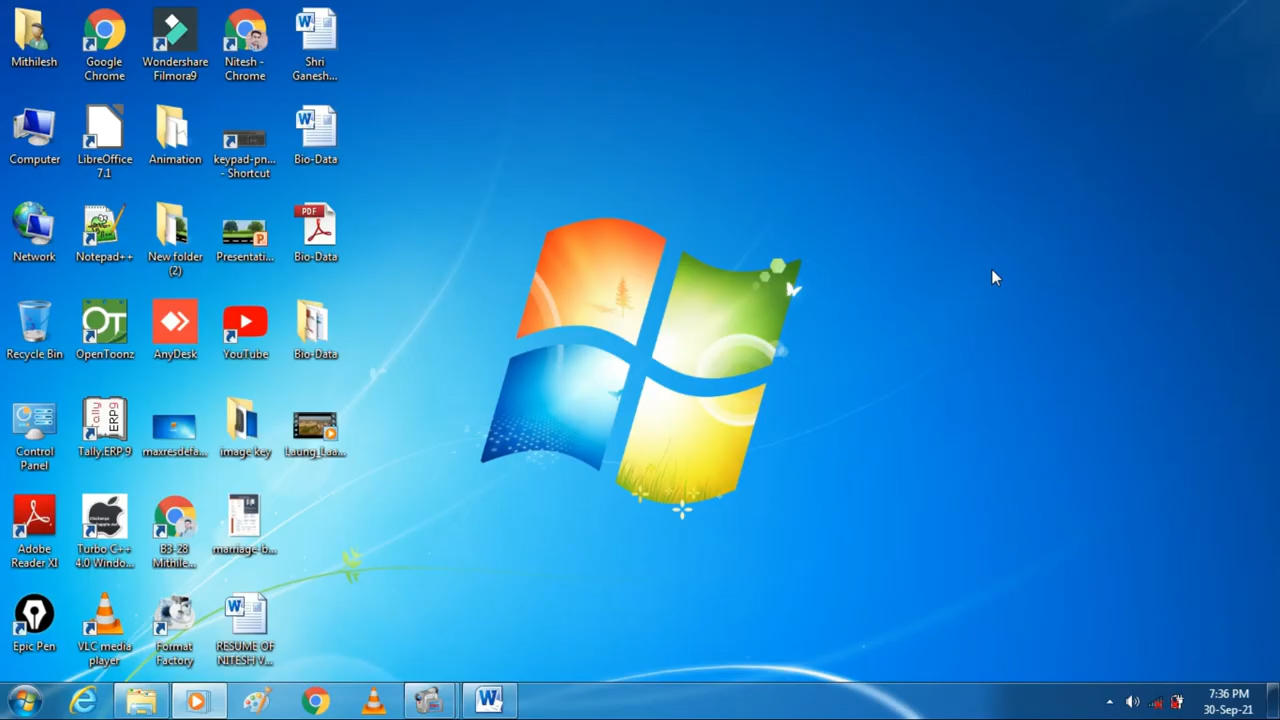 Mithilesh
Google
Chrome
Wondershare
Filmora9
Nitesh -
Chrome
Shri
Ganesh...
Computer
LibreOffice
7.1
Animation
keypad-pn...
- Shortcut
Bio-Data
Network
Notepad++
New folder
(2)
Presentati...
PDF
Bio-Data
Recycle Bin
OpenToonz
AnyDesk
YouTube
Bio-Data
Control
Panel
Tally.ERP 9
maxresdefa...
image key
Laung_Laa...
Adobe
Reader XI
Turbo C++
4.0 Windo...
B3-28
Mithile...
marriage-b...
Epic Pen
VLC media
player
Format
Factory
RESUME OF
NITESH V...
7:36 PM
30-Sep-21